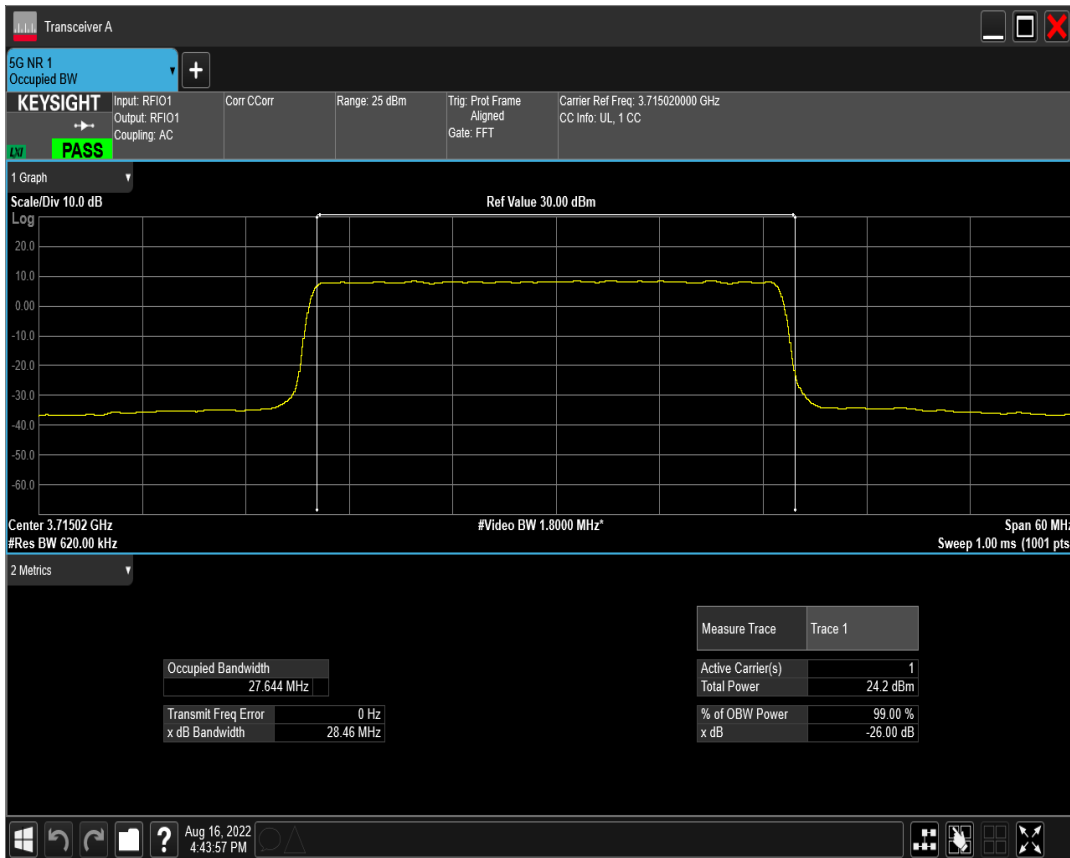 Transceiver A
5G NR 1
Occupied BW
KEYSIGHT
LXI
PASS
Input: RFIO1
Output: RFIO1
Coupling: AC
Corr CCorr
Range: 25 dBm
Trig: Prot Frame
Aligned
Gate: FFT
Carrier Ref Freq: 3.715020000 GHz
CC Info: UL, 1 CC
1 Graph
Scale/Div 10.0 dB
Ref Value 30.00 dBm
Log
20.0
10.0
0.00
-10.0
-20.0
-30.0
-40.0
-50.0
-60.0
Center 3.71502 GHz
#Video BW 1.8000 MHz*
Span 60 MHz
#Res BW 620.00 kHz
Sweep 1.00 ms (1001 pts
2 Metrics
Measure Trace Trace 1
Occupied Bandwidth
27.644 MHz
Active Carrier(s) 1
Total Power 24.2 dBm
Transmit Freq Error 0 Hz
x dB Bandwidth 28.46 MHz
% of OBW Power 99.00 %
x dB -26.00 dB
Aug 16, 2022
4:43:57 PM